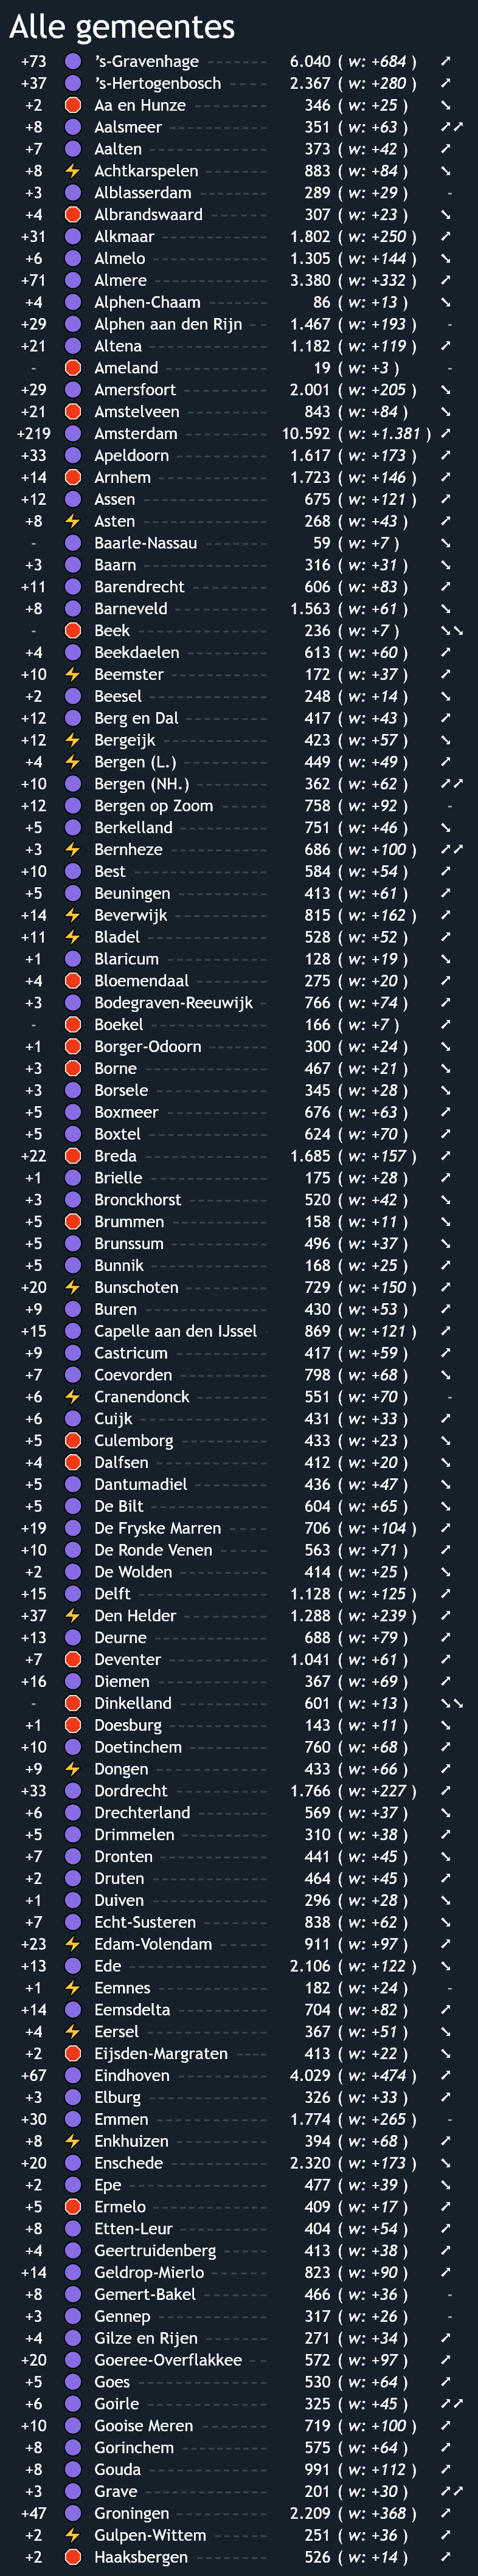 Alle gemeentes
+73 's-Gravenhage 6.040 ( w: +684 ) ↗
+37 's-Hertogenbosch 2.367 ( w: +280 ) ↗
+2 Aa en Hunze 346 ( w: +25 ) ↘
+8 Aalsmeer 351 ( w: +63 ) ↗↗
+7 Aalten 373 ( w: +42 ) ↗
+8 Achtkarspelen 883 ( w: +84 ) ↘
+3 Alblasserdam 289 ( w: +29 ) -
+4 Albrandswaard 307 ( w: +23 ) ↘
+31 Alkmaar 1.802 ( w: +250 ) ↗
+6 Almelo 1.305 ( w: +144 ) ↘
+71 Almere 3.380 ( w: +332 ) ↗
+4 Alphen-Chaam 86 ( w: +13 ) ↘
+29 Alphen aan den Rijn 1.467 ( w: +193 ) -
+21 Altena 1.182 ( w: +119 ) ↗
- Ameland 19 ( w: +3 ) -
+29 Amersfoort 2.001 ( w: +205 ) ↘
+21 Amstelveen 843 ( w: +84 ) ↘
+219 Amsterdam 10.592 ( w: +1.381 ) ↗
+33 Apeldoorn 1.617 ( w: +173 ) ↗
+14 Arnhem 1.723 ( w: +146 ) ↗
+12 Assen 675 ( w: +121 ) ↗
+8 Asten 268 ( w: +43 ) ↗
- Baarle-Nassau 59 ( w: +7 ) ↘
+3 Baarn 316 ( w: +31 ) ↘
+11 Barendrecht 606 ( w: +83 ) ↗
+8 Barneveld 1.563 ( w: +61 ) ↘
- Beek 236 ( w: +7 ) ↘↘
+4 Beekdaelen 613 ( w: +60 ) ↗
+10 Beemster 172 ( w: +37 ) ↗
+2 Beesel 248 ( w: +14 ) ↘
+12 Berg en Dal 417 ( w: +43 ) ↗
+12 Bergeijk 423 ( w: +57 ) ↘
+4 Bergen (L.) 449 ( w: +49 ) ↗
+10 Bergen (NH.) 362 ( w: +62 ) ↗↗
+12 Bergen op Zoom 758 ( w: +92 ) -
+5 Berkelland 751 ( w: +46 ) ↘
+3 Bernheze 686 ( w: +100 ) ↗↗
+10 Best 584 ( w: +54 ) ↗
+5 Beuningen 413 ( w: +61 ) ↗
+14 Beverwijk 815 ( w: +162 ) ↗
+11 Bladel 528 ( w: +52 ) ↗
+1 Blaricum 128 ( w: +19 ) ↘
+4 Bloemendaal 275 ( w: +20 ) ↗
+3 Bodegraven-Reeuwijk 766 ( w: +74 ) ↗
- Boekel 166 ( w: +7 ) ↗
+1 Borger-Odoorn 300 ( w: +24 ) ↘
+3 Borne 467 ( w: +21 ) ↘
+3 Borsele 345 ( w: +28 ) ↘
+5 Boxmeer 676 ( w: +63 ) ↗
+5 Boxtel 624 ( w: +70 ) ↗
+22 Breda 1.685 ( w: +157 ) ↗
+1 Brielle 175 ( w: +28 ) ↗
+3 Bronckhorst 520 ( w: +42 ) ↘
+5 Brummen 158 ( w: +11 ) ↘
+5 Brunssum 496 ( w: +37 ) ↘
+5 Bunnik 168 ( w: +25 ) ↗
+20 Bunschoten 729 ( w: +150 ) ↗
+9 Buren 430 ( w: +53 ) ↗
+15 Capelle aan den IJssel 869 ( w: +121 ) ↗
+9 Castricum 417 ( w: +59 ) ↗
+7 Coevorden 798 ( w: +68 ) ↘
+6 Cranendonck 551 ( w: +70 ) -
+6 Cuijk 431 ( w: +33 ) ↗
+5 Culemborg 433 ( w: +23 ) ↘
+4 Dalfsen 412 ( w: +20 ) ↘
+5 Dantumadiel 436 ( w: +47 ) ↘
+5 De Bilt 604 ( w: +65 ) ↘
+19 De Fryske Marren 706 ( w: +104 ) ↗
+10 De Ronde Venen 563 ( w: +71 ) ↗
+2 De Wolden 414 ( w: +25 ) ↘
+15 Delft 1.128 ( w: +125 ) ↗
+37 Den Helder 1.288 ( w: +239 ) ↗
+13 Deurne 688 ( w: +79 ) ↗
+7 Deventer 1.041 ( w: +61 ) ↗
+16 Diemen 367 ( w: +69 ) ↗
- Dinkelland 601 ( w: +13 ) ↘↘
+1 Doesburg 143 ( w: +11 ) ↘
+10 Doetinchem 760 ( w: +68 ) ↗
+9 Dongen 433 ( w: +66 ) ↗
+33 Dordrecht 1.766 ( w: +227 ) ↗
+6 Drechterland 569 ( w: +37 ) ↘
+5 Drimmelen 310 ( w: +38 ) ↗
+7 Dronten 441 ( w: +45 ) ↘
+2 Druten 464 ( w: +45 ) ↗
+1 Duiven 296 ( w: +28 ) ↘
+7 Echt-Susteren 838 ( w: +62 ) ↘
+23 Edam-Volendam 911 ( w: +97 ) ↗
+13 Ede 2.106 ( w: +122 ) ↘
+1 Eemnes 182 ( w: +24 ) -
+14 Eemsdelta 704 ( w: +82 ) ↗
+4 Eersel 367 ( w: +51 ) ↘
+2 Eijsden-Margraten 413 ( w: +22 ) ↘
+67 Eindhoven 4.029 ( w: +474 ) ↗
+3 Elburg 326 ( w: +33 ) ↗
+30 Emmen 1.774 ( w: +265 ) -
+8 Enkhuizen 394 ( w: +68 ) ↗
+20 Enschede 2.320 ( w: +173 ) ↘
+2 Epe 477 ( w: +39 ) ↘
+5 Ermelo 409 ( w: +17 ) ↗
+8 Etten-Leur 404 ( w: +54 ) ↗
+4 Geertruidenberg 413 ( w: +38 ) ↗
+14 Geldrop-Mierlo 823 ( w: +90 ) ↗
+8 Gemert-Bakel 466 ( w: +36 ) -
+3 Gennep 317 ( w: +26 ) -
+4 Gilze en Rijen 271 ( w: +34 ) ↗
+20 Goeree-Overflakkee 572 ( w: +97 ) ↗
+5 Goes 530 ( w: +64 ) ↗
+6 Goirle 325 ( w: +45 ) ↗↗
+10 Gooise Meren 719 ( w: +100 ) ↗
+8 Gorinchem 575 ( w: +64 ) ↗
+8 Gouda 991 ( w: +112 ) ↗
+3 Grave 201 ( w: +30 ) ↗↗
+47 Groningen 2.209 ( w: +368 ) ↗
+2 Gulpen-Wittem 251 ( w: +36 ) ↗
+2 Haaksbergen 526 ( w: +14 ) ↗